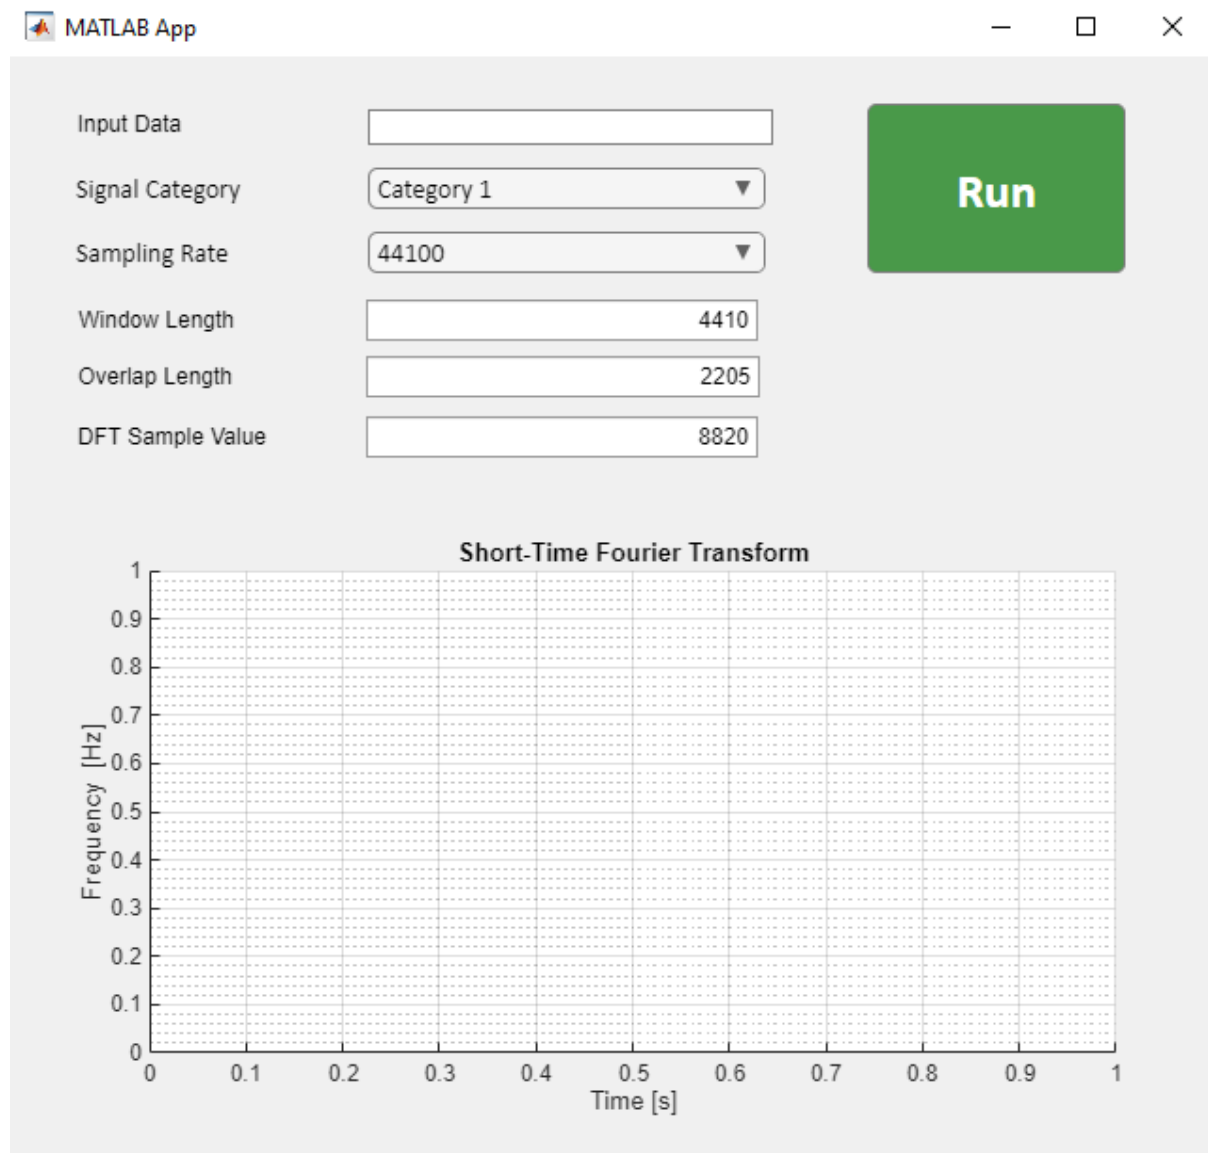 MATLAB App
Input Data
Run
Signal Category Category 1
Sampling Rate 44100
Window Length 4410
Overlap Length 2205
DFT Sample Value 8820
Short-Time Fourier Transform
1
0.9
0.8
0.7
0.6
0.5
0.4
0.3
0.2
0.1
0
Frequency [Hz]
0 0.1 0.2 0.3 0.4 0.5 0.6 0.7 0.8 0.9 1
Time [s]